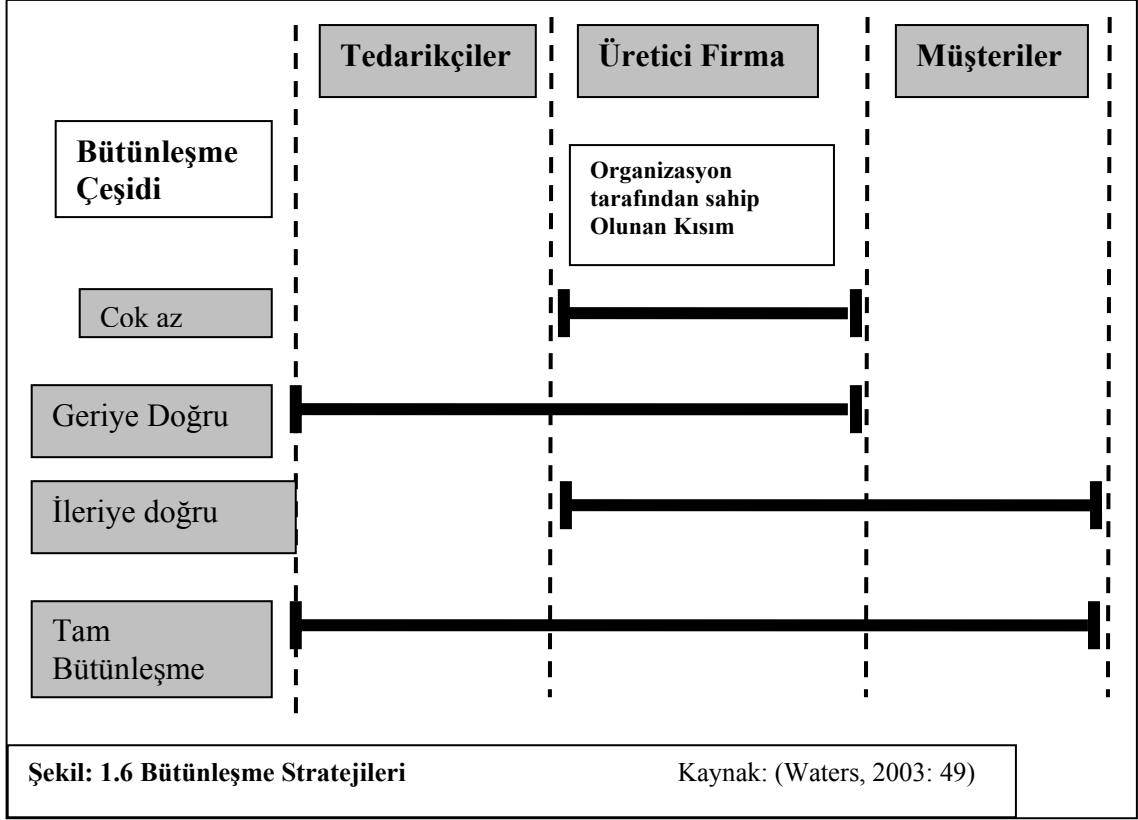 Tedarikçiler
Üretici Firma
Müşteriler
Bütünleşme
Çeşidi
Organizasyon
tarafından sahip
Olunan Kısım
Cok az
Geriye Doğru
İleriye doğru
Tam
Bütünleşme
Şekil: 1.6 Bütünleşme Stratejileri Kaynak: (Waters, 2003: 49)